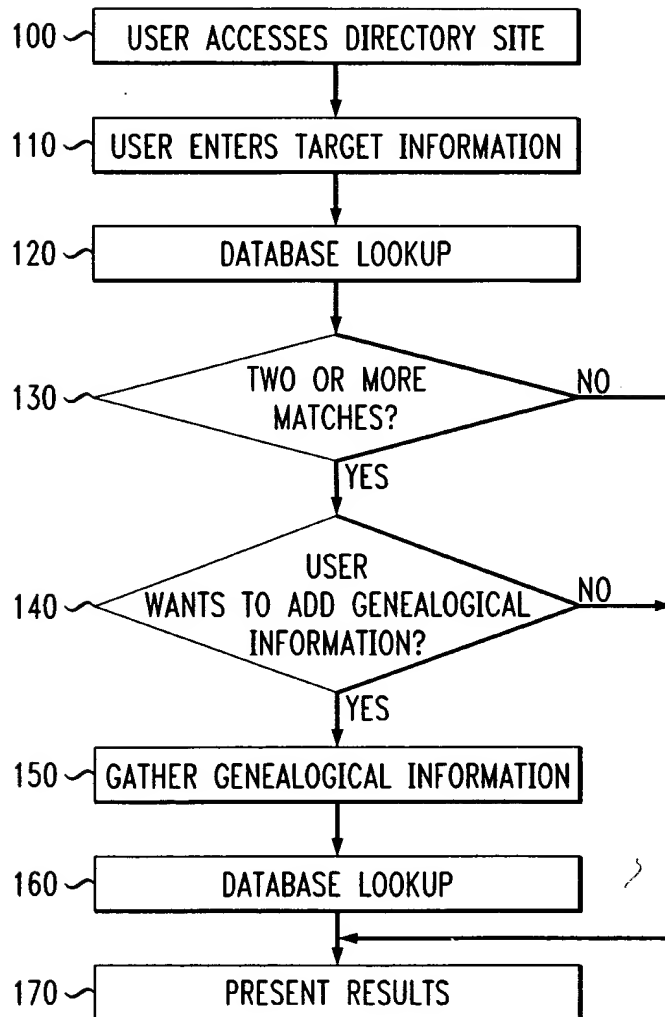 100 USER ACCESSES DIRECTORY SITE
110 USER ENTERS TARGET INFORMATION
120 DATABASE LOOKUP
130 TWO OR MORE
MATCHES?
NO
YES
140 USER
WANTS TO ADD GENEALOGICAL
INFORMATION?
NO
YES
150 GATHER GENEALOGICAL INFORMATION
160 DATABASE LOOKUP
170 PRESENT RESULTS